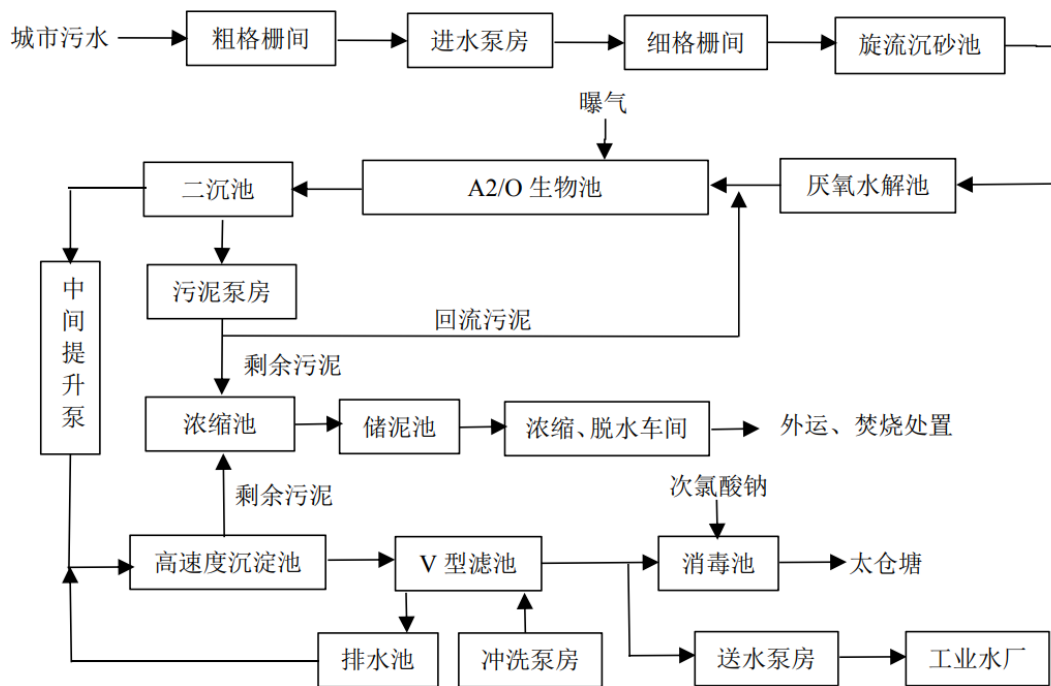 城市污水
粗格栅间
进水泵房
细格栅间
旋流沉砂池
曝气
二沉池
A2/O 生物池
厌氧水解池
中间提升泵
污泥泵房
回流污泥
剩余污泥
浓缩池
储泥池
浓缩、脱水车间
外运、焚烧处置
剩余污泥
次氯酸钠
高速度沉淀池
V 型滤池
消毒池
太仓塘
排水池
冲洗泵房
送水泵房
工业水厂